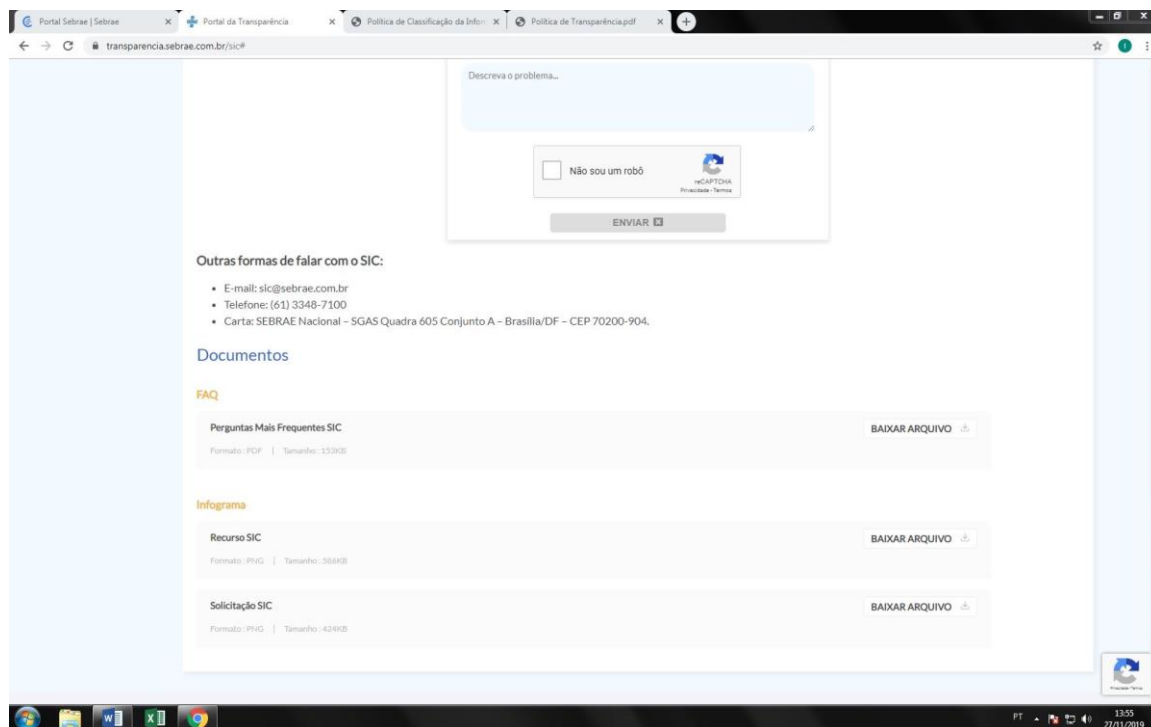 Portal Sebrae | Sebrae
Portal da Transparência
Política de Classificação da Infor
Política de Transparência.pdf
transparencia.sebrae.com.br/sic#
Descreva o problema...
Não sou um robô
reCAPTCHA
Privacidade - Termos
ENVIAR
Outras formas de falar com o SIC:
• E-mail: sic@sebrae.com.br
• Telefone: (61) 3348-7100
• Carta: SEBRAE Nacional – SGAS Quadra 605 Conjunto A – Brasília/DF – CEP 70200-904.
Documentos
FAQ
Perguntas Mais Frequentes SIC
BAIXAR ARQUIVO
Formato : PDF | Tamanho : 153KB
Infograma
Recurso SIC
BAIXAR ARQUIVO
Formato : PNG | Tamanho : 566KB
Solicitação SIC
BAIXAR ARQUIVO
Formato : PNG | Tamanho : 424KB
Privacidade - Termos
PT
13:55
27/11/2019